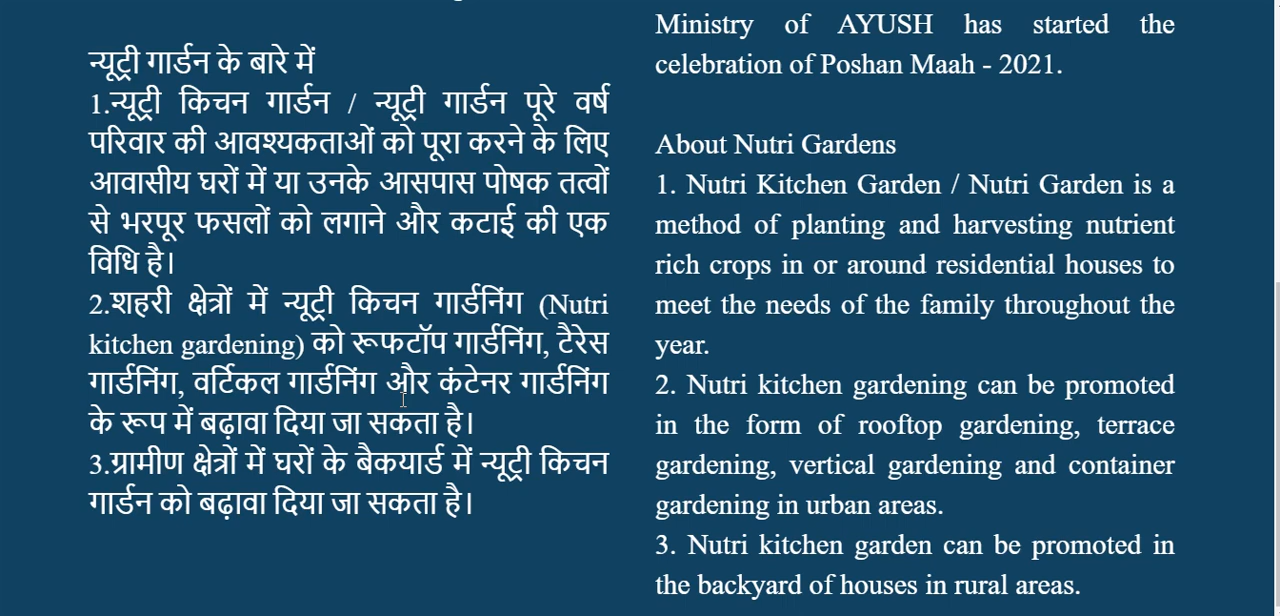 न्यूट्री गार्डन के बारे में
1.न्यूट्री किचन गार्डन / न्यूट्री गार्डन पूरे वर्ष
परिवार की आवश्यकताओं को पूरा करने के लिए
आवासीय घरों में या उनके आसपास पोषक तत्वों
से भरपूर फसलों को लगाने और कटाई की एक
विधि है।
2.शहरी क्षेत्रों में न्यूट्री किचन गार्डनिंग (Nutri
kitchen gardening) को रूफटॉप गार्डनिंग, टैरेस
गार्डनिंग, वर्टिकल गार्डनिंग और कंटेनर गार्डनिंग
के रूप में बढ़ावा दिया जा सकता है।
3.ग्रामीण क्षेत्रों में घरों के बैकयार्ड में न्यूट्री किचन
गार्डन को बढ़ावा दिया जा सकता है।
Ministry of AYUSH has started the
celebration of Poshan Maah - 2021.
About Nutri Gardens
1. Nutri Kitchen Garden / Nutri Garden is a
method of planting and harvesting nutrient
rich crops in or around residential houses to
meet the needs of the family throughout the
year.
2. Nutri kitchen gardening can be promoted
in the form of rooftop gardening, terrace
gardening, vertical gardening and container
gardening in urban areas.
3. Nutri kitchen garden can be promoted in
the backyard of houses in rural areas.